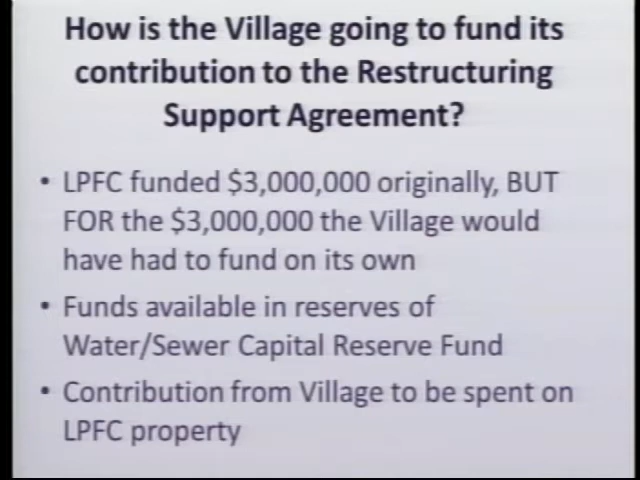 How is the Village going to fund its
contribution to the Restructuring
Support Agreement?
• LPFC funded $3,000,000 originally, BUT
FOR the $3,000,000 the Village would
have had to fund on its own
• Funds available in reserves of
Water/Sewer Capital Reserve Fund
• Contribution from Village to be spent on
LPFC property